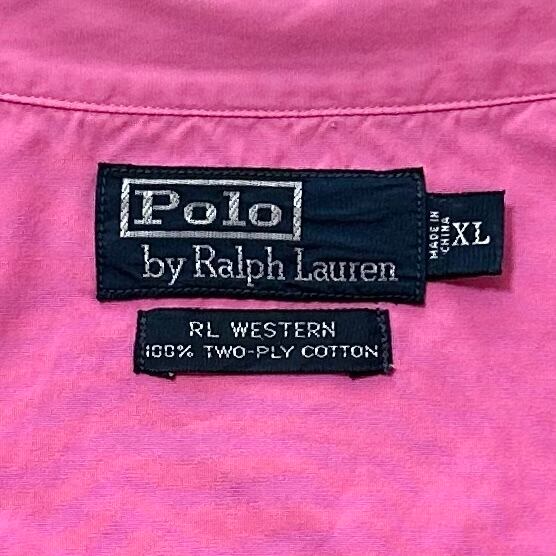 Polo
by Ralph Lauren
MADE IN
CHINA
XL
RL WESTERN
100% TWO-PLY COTTON